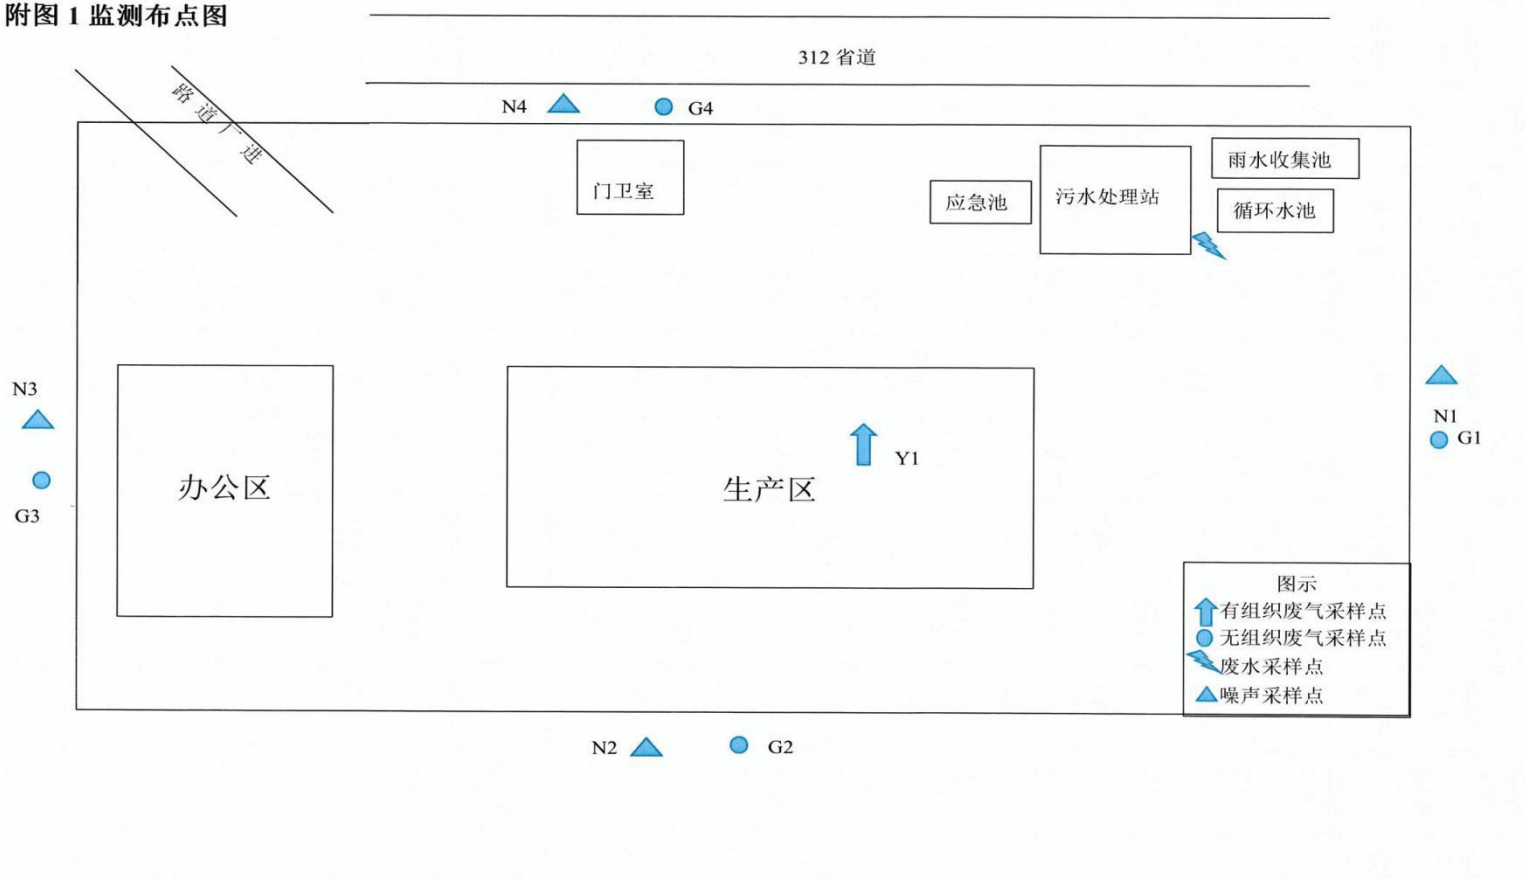 附图 1 监测布点图
312 省道
进厂道路
N4
G4
门卫室
应急池
污水处理站
雨水收集池
循环水池
N3
G3
办公区
生产区
Y1
N1
G1
图示
有组织废气采样点
无组织废气采样点
废水采样点
噪声采样点
N2
G2